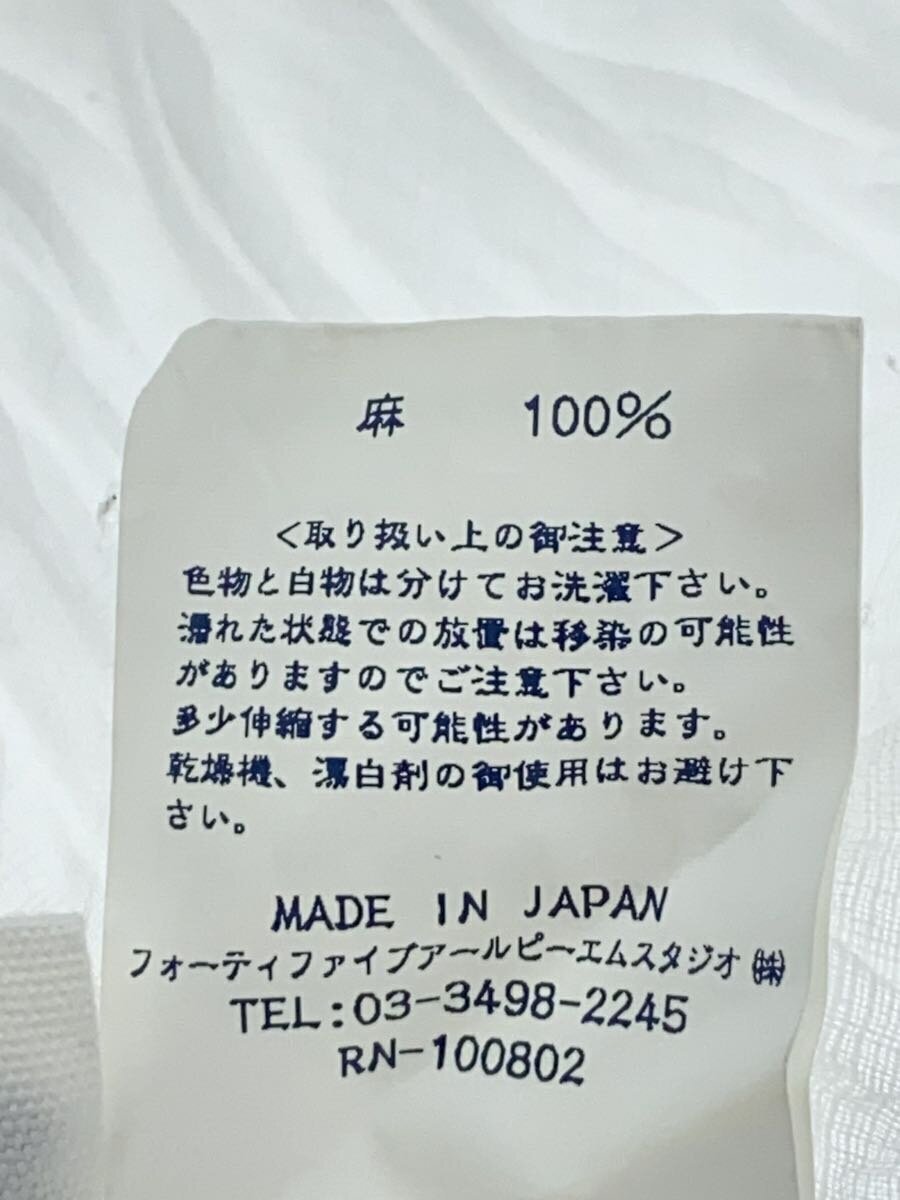 麻 100%
<取り扱い上の御注意>
色物と白物は分けてお洗濯下さい。
濡れた状態での放置は移染の可能性
がありますのでご注意下さい。
多少伸縮する可能性があります。
乾燥機、漂白剤の御使用はお避け下
さい。
MADE IN JAPAN
フォーティファイブアールピーエムスタジオ㈱
TEL:03-3498-2245
RN-100802